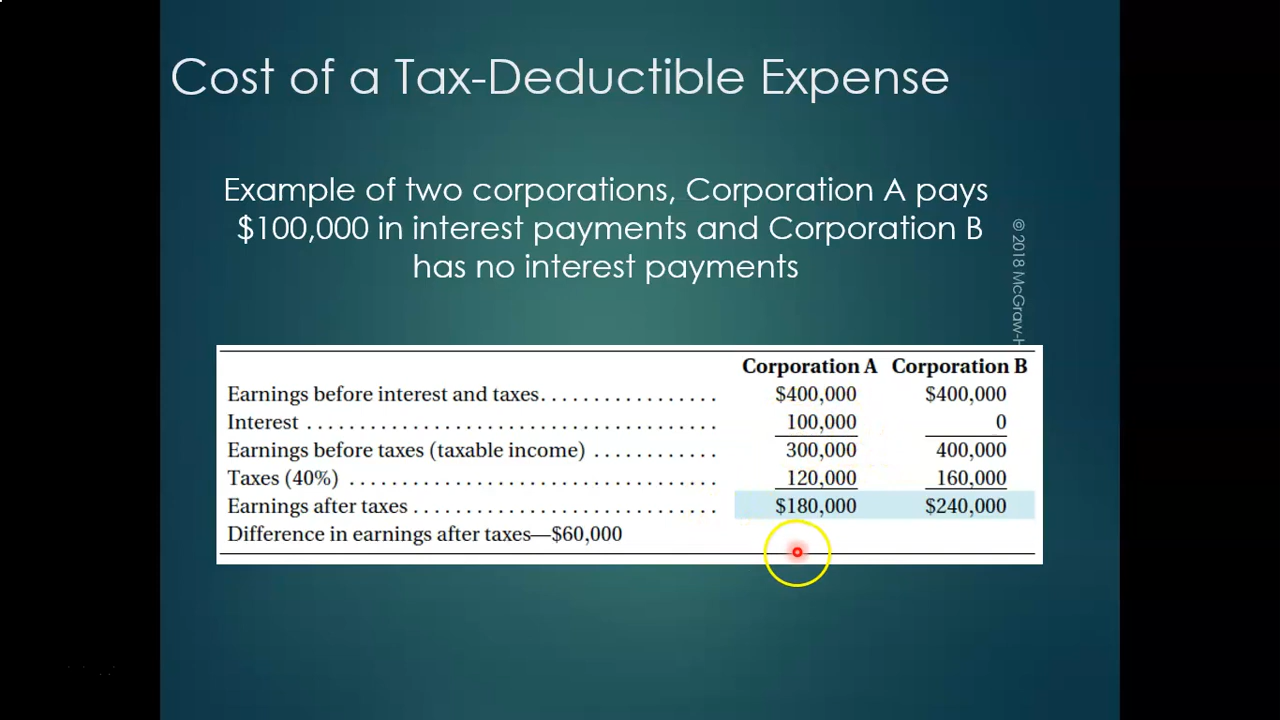 Cost of a Tax-Deductible Expense
Example of two corporations, Corporation A pays
$100,000 in interest payments and Corporation B
has no interest payments
© 2018 McGraw-H
Corporation A Corporation B
Earnings before interest and taxes................. $400,000 $400,000
Interest ....................................... 100,000 0
Earnings before taxes (taxable income) ............ 300,000 400,000
Taxes (40%) ................................... 120,000 160,000
Earnings after taxes............................. $180,000 $240,000
Difference in earnings after taxes—$60,000